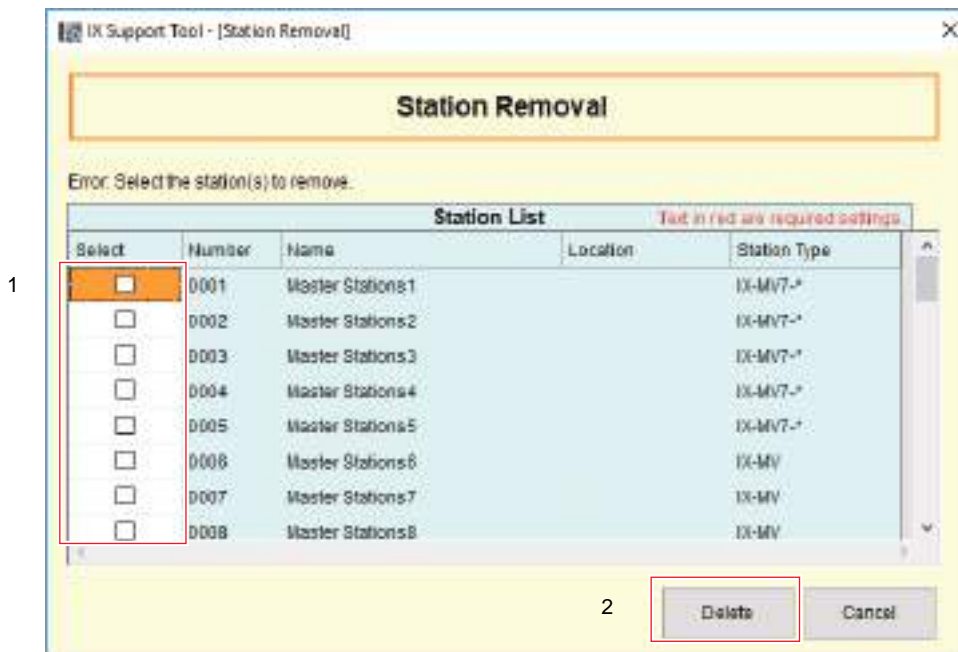 IX Support Tool - [Station Removal]
Station Removal
Error: Select the station(s) to remove.
Station List Text in red are required settings.
Select Number Name Location Station Type
1
0001 Master Stations1 IX-MV7-*
0002 Master Stations2 IX-MV7-*
0003 Master Stations3 IX-MV7-*
0004 Master Stations4 IX-MV7-*
0005 Master Stations5 IX-MV7-*
0006 Master Stations6 IX-MV
0007 Master Stations7 IX-MV
0008 Master Stations8 IX-MV
2 Delete Cancel